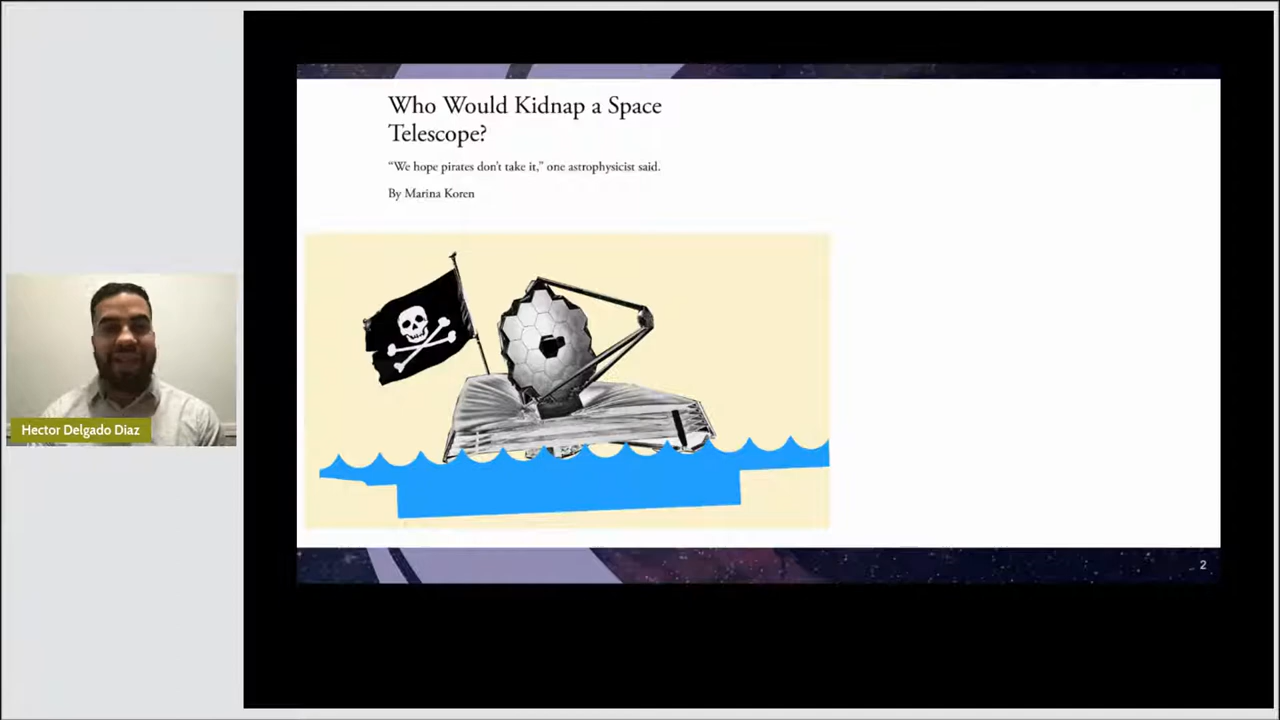 Who Would Kidnap a Space
Telescope?
“We hope pirates don’t take it,” one astrophysicist said.
By Marina Koren
Hector Delgado Diaz
2